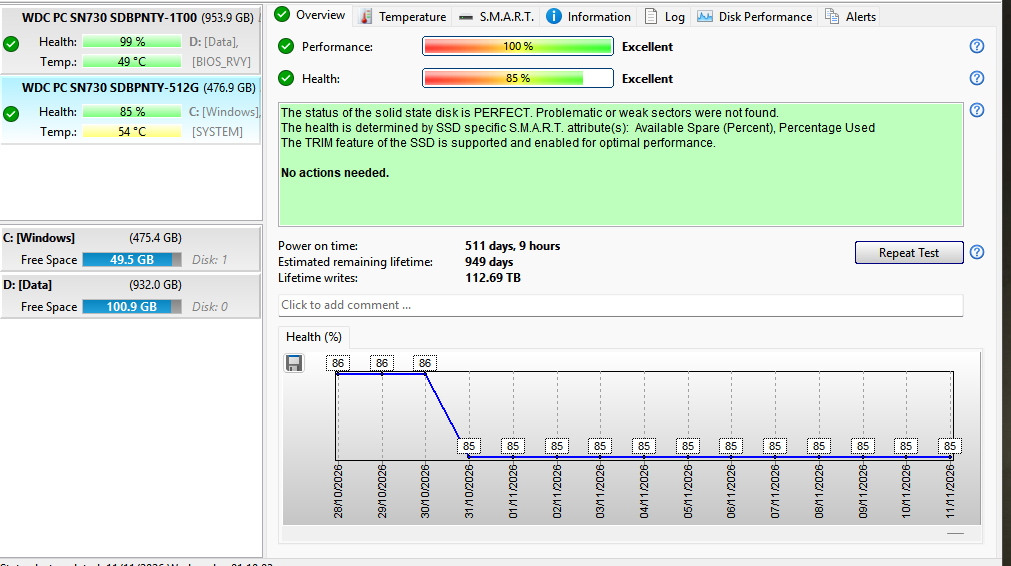 WDC PC SN730 SDBPNTY-1T00 (953.9 GB)
Health: 99 % D: [Data],
Temp.: 49 °C [BIOS_RVY]
WDC PC SN730 SDBPNTY-512G (476.9 GB)
Health: 85 % C: [Windows],
Temp.: 54 °C [SYSTEM]
C: [Windows] (475.4 GB)
Free Space 49.5 GB Disk: 1
D: [Data] (932.0 GB)
Free Space 100.9 GB Disk: 0
Overview Temperature S.M.A.R.T. Information Log Disk Performance Alerts
Performance: 100 % Excellent
Health: 85 % Excellent
The status of the solid state disk is PERFECT. Problematic or weak sectors were not found.
The health is determined by SSD specific S.M.A.R.T. attribute(s): Available Spare (Percent), Percentage Used
The TRIM feature of the SSD is supported and enabled for optimal performance.
No actions needed.
Power on time: 511 days, 9 hours
Estimated remaining lifetime: 949 days
Lifetime writes: 112.69 TB
Repeat Test
Click to add comment ...
Health (%)
86 86 86 85 85 85 85 85 85 85 85 85 85 85 85
28/10/2026 29/10/2026 30/10/2026 31/10/2026 01/11/2026 02/11/2026 03/11/2026 04/11/2026 05/11/2026 06/11/2026 07/11/2026 08/11/2026 09/11/2026 10/11/2026 11/11/2026